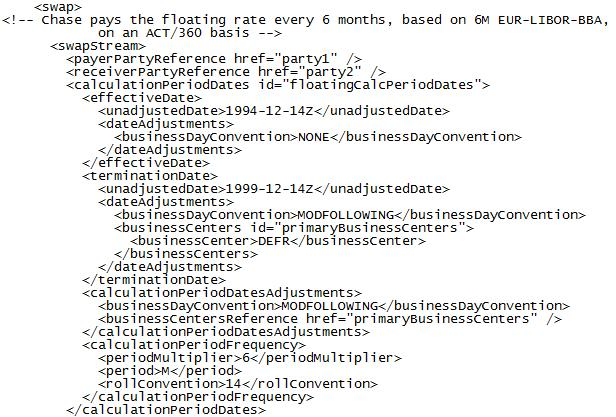 <swap>
<!-- Chase pays the floating rate every 6 months, based on 6M EUR-LIBOR-BBA,
on an ACT/360 basis -->
<swapStream>
<payerPartyReference href="party1" />
<receiverPartyReference href="party2" />
<calculationPeriodDates id="floatingCalcPeriodDates">
<effectiveDate>
<unadjustedDate>1994-12-14Z</unadjustedDate>
<dateAdjustments>
<businessDayConvention>NONE</businessDayConvention>
</dateAdjustments>
</effectiveDate>
<terminationDate>
<unadjustedDate>1999-12-14Z</unadjustedDate>
<dateAdjustments>
<businessDayConvention>MODFOLLOWING</businessDayConvention>
<businessCenters id="primaryBusinessCenters">
<businessCenter>DEFR</businessCenter>
</businessCenters>
</dateAdjustments>
</terminationDate>
<calculationPeriodDatesAdjustments>
<businessDayConvention>MODFOLLOWING</businessDayConvention>
<businessCentersReference href="primaryBusinessCenters" />
</calculationPeriodDatesAdjustments>
<calculationPeriodFrequency>
<periodMultiplier>6</periodMultiplier>
<period>M</period>
<rollConvention>14</rollConvention>
</calculationPeriodFrequency>
</calculationPeriodDates>